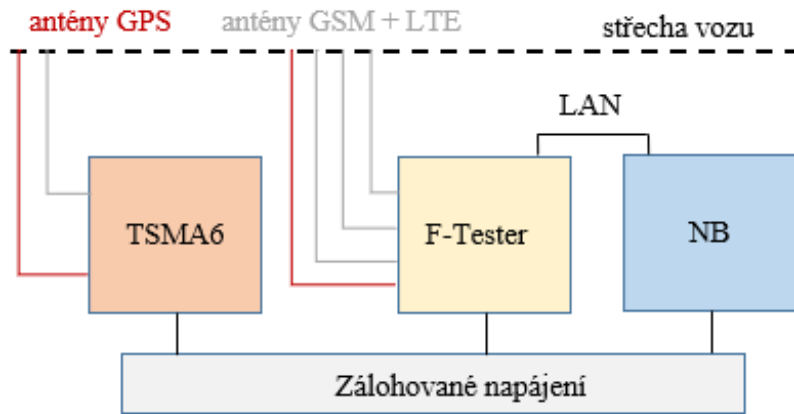 antény GPS
antény GSM + LTE
střecha vozu
LAN
TSMA6
F-Tester
NB
Zálohované napájení